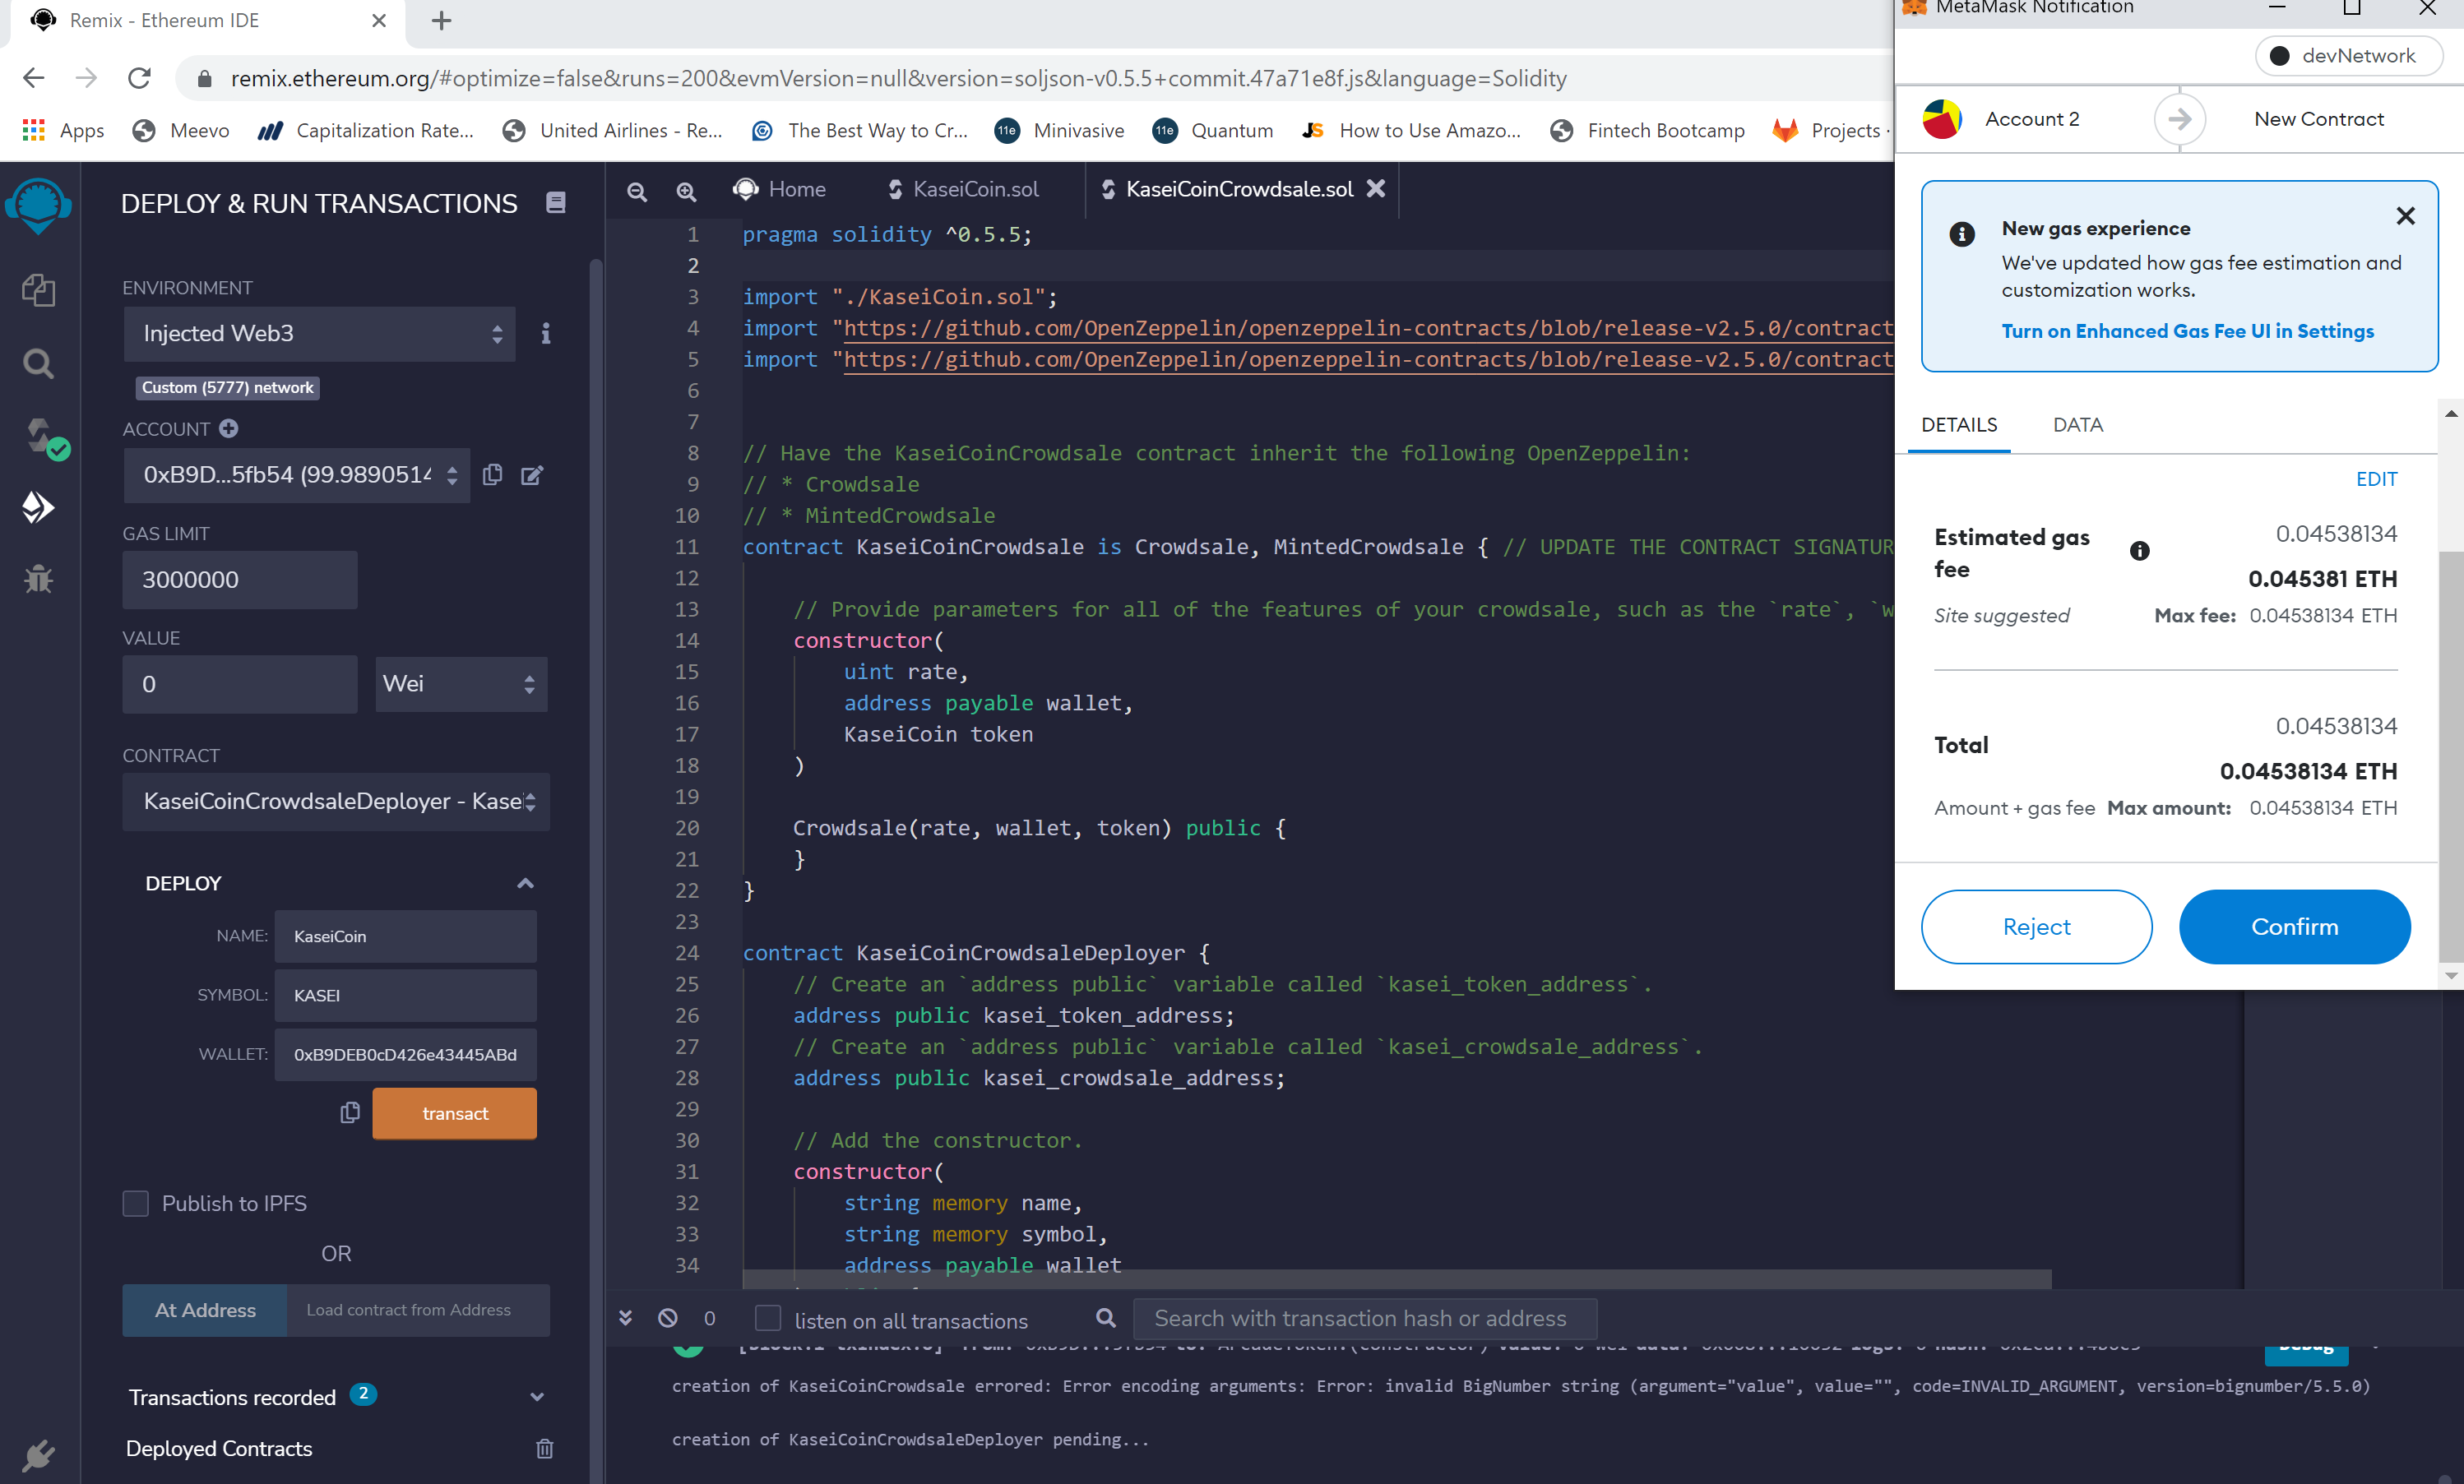 Remix - Ethereum IDE
remix.ethereum.org/#optimize=false&runs=200&evmVersion=null&version=soljson-v0.5.5+commit.47a71e8f.js&language=Solidity
Apps
Meevo
Capitalization Rate...
United Airlines - Re...
The Best Way to Cr...
11e
Minivasive
11e
Quantum
JS
How to Use Amazo...
Fintech Bootcamp
Projects ·
DEPLOY & RUN TRANSACTIONS
ENVIRONMENT
Injected Web3
Custom (5777) network
ACCOUNT
0xB9D...5fb54 (99.9890514
GAS LIMIT
3000000
VALUE
0
Wei
CONTRACT
KaseiCoinCrowdsaleDeployer - Kasei
DEPLOY
NAME: KaseiCoin
SYMBOL: KASEI
WALLET: 0xB9DEB0cD426e43445ABd
transact
Publish to IPFS
OR
At Address
Load contract from Address
Transactions recorded 2
Deployed Contracts
Home
KaseiCoin.sol
KaseiCoinCrowdsale.sol
1 pragma solidity ^0.5.5;
2
3 import "./KaseiCoin.sol";
4 import "https://github.com/OpenZeppelin/openzeppelin-contracts/blob/release-v2.5.0/contract
5 import "https://github.com/OpenZeppelin/openzeppelin-contracts/blob/release-v2.5.0/contract
6
7
8 // Have the KaseiCoinCrowdsale contract inherit the following OpenZeppelin:
9 // * Crowdsale
10 // * MintedCrowdsale
11 contract KaseiCoinCrowdsale is Crowdsale, MintedCrowdsale { // UPDATE THE CONTRACT SIGNATUR
12
13 // Provide parameters for all of the features of your crowdsale, such as the `rate`, `w
14 constructor(
15 uint rate,
16 address payable wallet,
17 KaseiCoin token
18 )
19
20 Crowdsale(rate, wallet, token) public {
21 }
22 }
23
24 contract KaseiCoinCrowdsaleDeployer {
25 // Create an `address public` variable called `kasei_token_address`.
26 address public kasei_token_address;
27 // Create an `address public` variable called `kasei_crowdsale_address`.
28 address public kasei_crowdsale_address;
29
30 // Add the constructor.
31 constructor(
32 string memory name,
33 string memory symbol,
34 address payable wallet
0
listen on all transactions
Search with transaction hash or address
creation of KaseiCoinCrowdsale errored: Error encoding arguments: Error: invalid BigNumber string (argument="value", value="", code=INVALID_ARGUMENT, version=bignumber/5.5.0)
creation of KaseiCoinCrowdsaleDeployer pending...
MetaMask Notification
devNetwork
Account 2
New Contract
New gas experience
We've updated how gas fee estimation and
customization works.
Turn on Enhanced Gas Fee UI in Settings
DETAILS
DATA
EDIT
Estimated gas
fee
0.04538134
0.045381 ETH
Site suggested
Max fee: 0.04538134 ETH
Total
0.04538134
0.04538134 ETH
Amount + gas fee Max amount: 0.04538134 ETH
Reject
Confirm